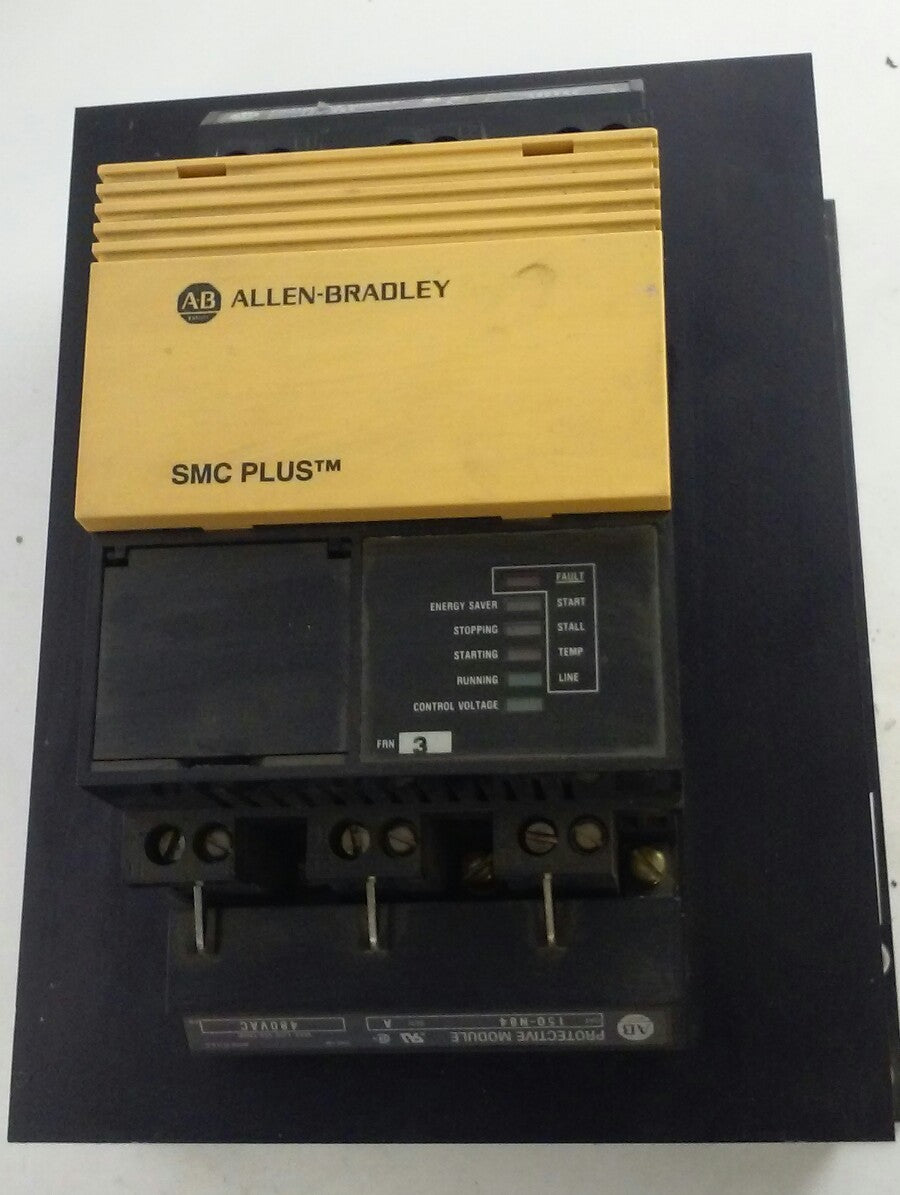 AB ALLEN-BRADLEY
SMC PLUS™
FAULT
ENERGY SAVER START
STOPPING STALL
STARTING TEMP
RUNNING LINE
CONTROL VOLTAGE
FRN 3
AB PROTECTIVE MODULE
150-N84 A
480VAC